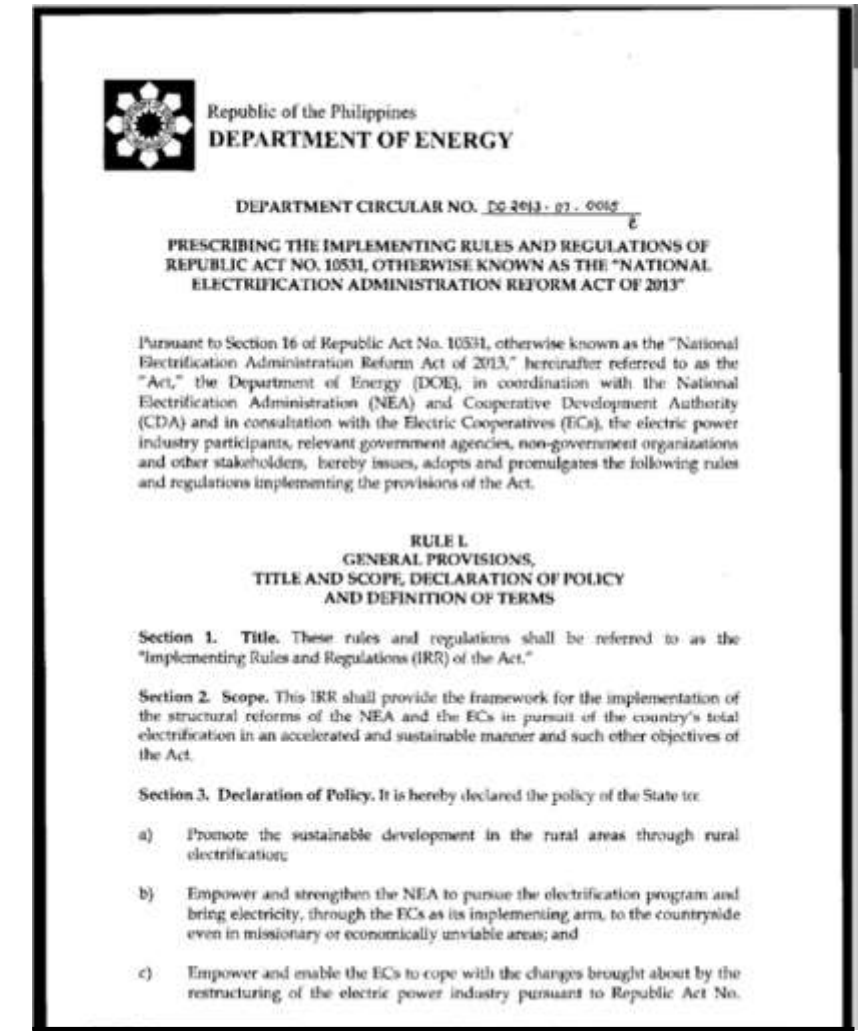 Republic of the Philippines
DEPARTMENT OF ENERGY
DEPARTMENT CIRCULAR NO. DC 2013-07-0015
PRESCRIBING THE IMPLEMENTING RULES AND REGULATIONS OF
REPUBLIC ACT NO. 10531, OTHERWISE KNOWN AS THE "NATIONAL
ELECTRIFICATION ADMINISTRATION REFORM ACT OF 2013"
Pursuant to Section 16 of Republic Act No. 10531, otherwise known as the "National
Electrification Administration Reform Act of 2013," hereinafter referred to as the
"Act," the Department of Energy (DOE), in coordination with the National
Electrification Administration (NEA) and Cooperative Development Authority
(CDA) and in consultation with the Electric Cooperatives (ECs), the electric power
industry participants, relevant government agencies, non-government organizations
and other stakeholders, hereby issues, adopts and promulgates the following rules
and regulations implementing the provisions of the Act.
RULE I.
GENERAL PROVISIONS,
TITLE AND SCOPE, DECLARATION OF POLICY
AND DEFINITION OF TERMS
Section 1. Title. These rules and regulations shall be referred to as the
"Implementing Rules and Regulations (IRR) of the Act."
Section 2. Scope. This IRR shall provide the framework for the implementation of
the structural reforms of the NEA and the ECs in pursuit of the country's total
electrification in an accelerated and sustainable manner and such other objectives of
the Act.
Section 3. Declaration of Policy. It is hereby declared the policy of the State to:
a) Promote the sustainable development in the rural areas through rural
electrification;
b) Empower and strengthen the NEA to pursue the electrification program and
bring electricity, through the ECs as its implementing arm, to the countryside
even in missionary or economically unviable areas; and
c) Empower and enable the ECs to cope with the changes brought about by the
restructuring of the electric power industry pursuant to Republic Act No.